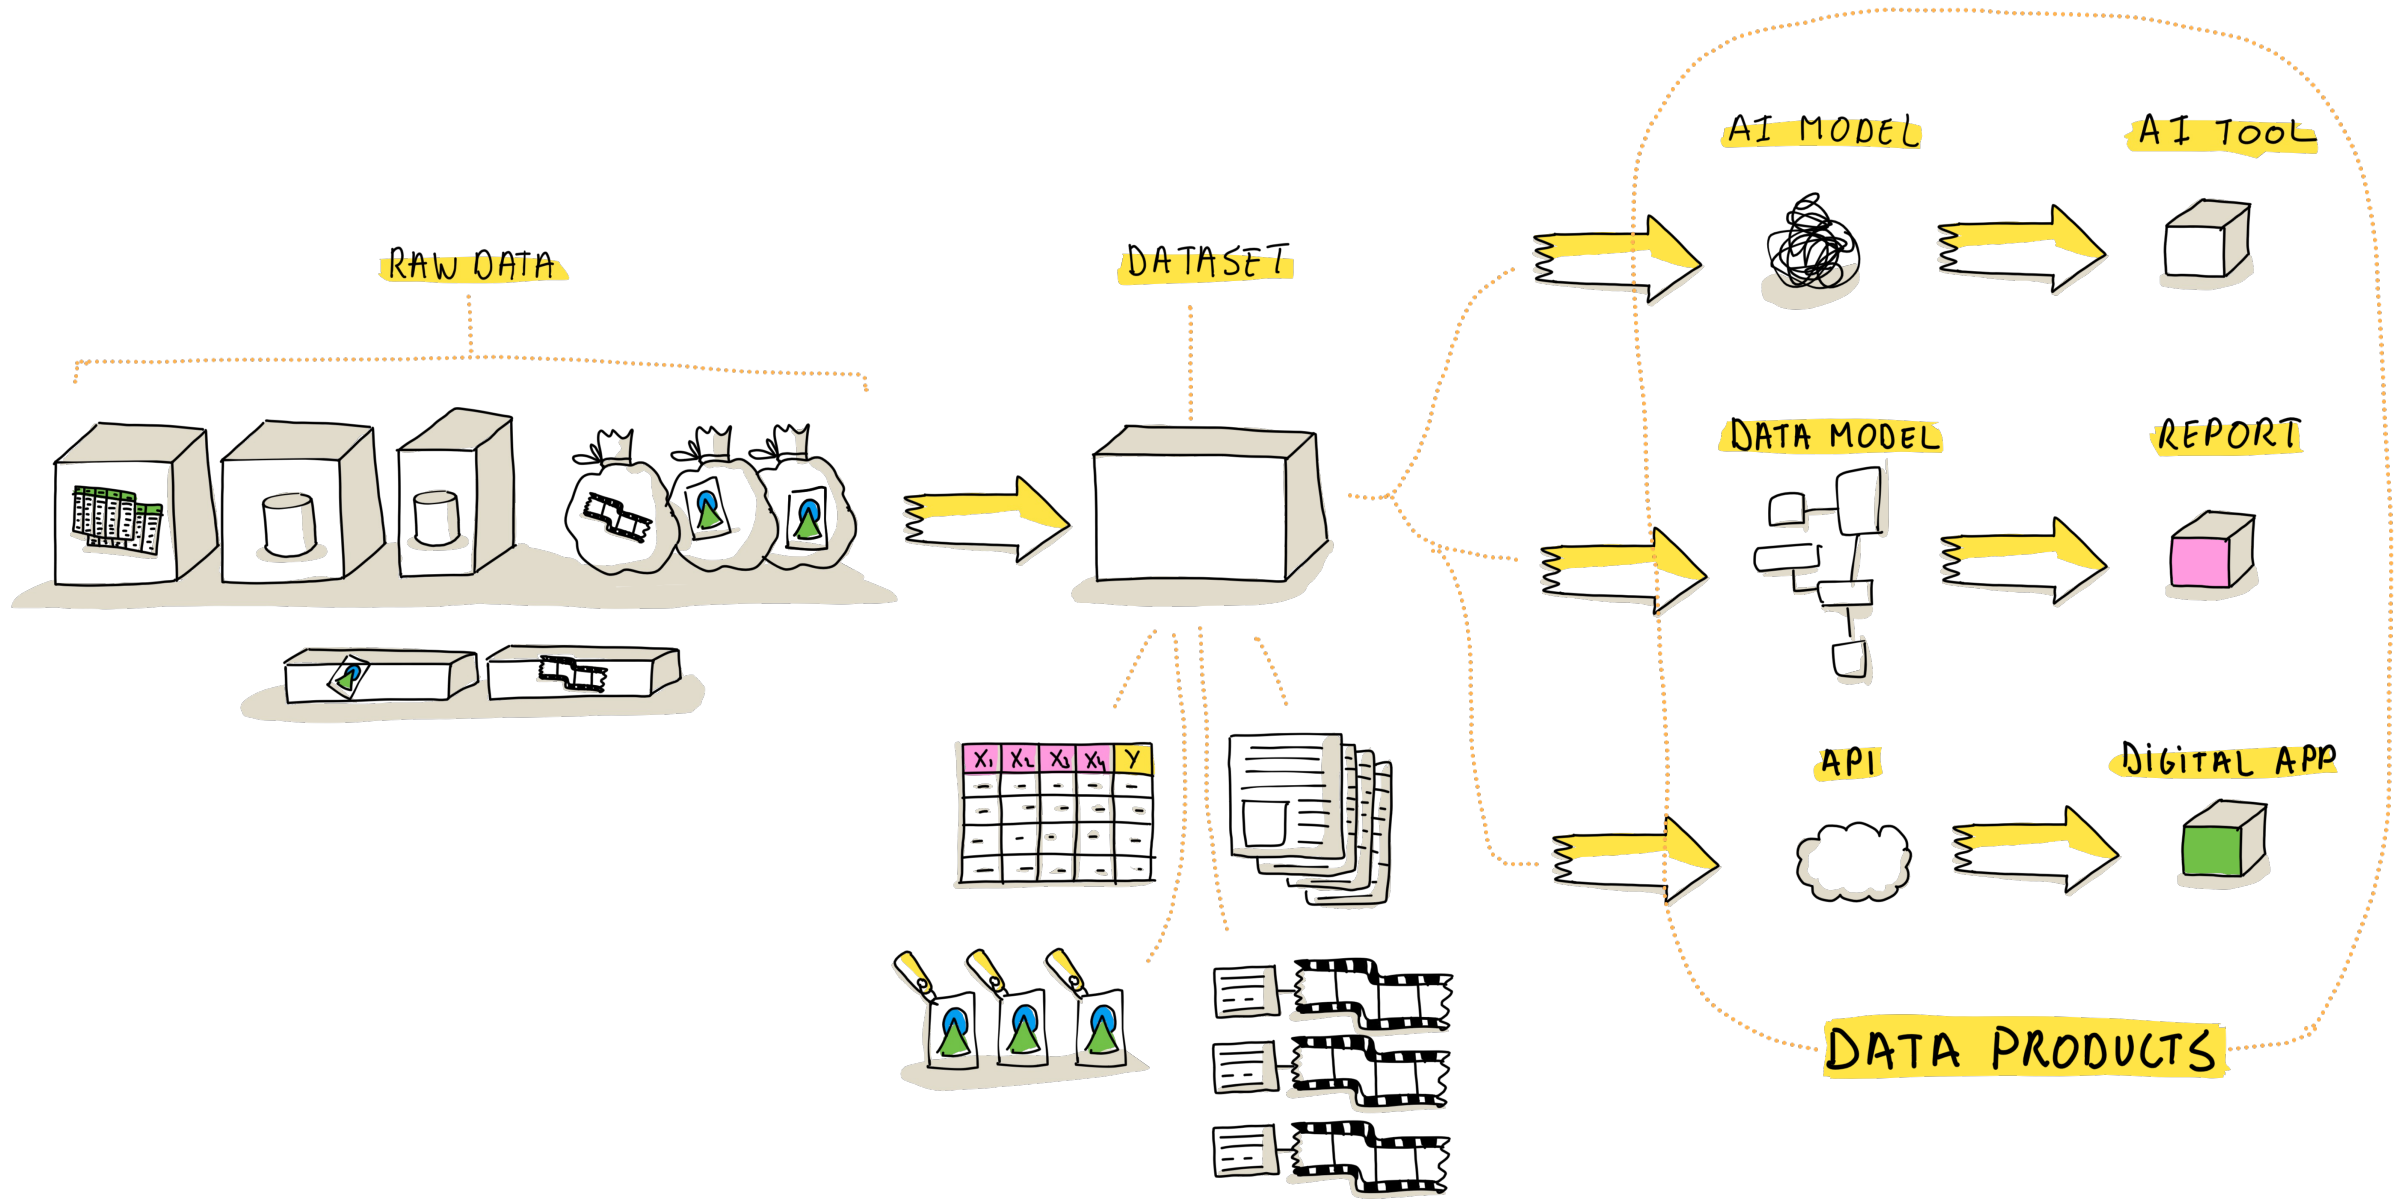 RAW DATA
DATASET
X1 X2 X3 X4 Y
AI MODEL
AI TOOL
DATA MODEL
REPORT
API
DIGITAL APP
DATA PRODUCTS